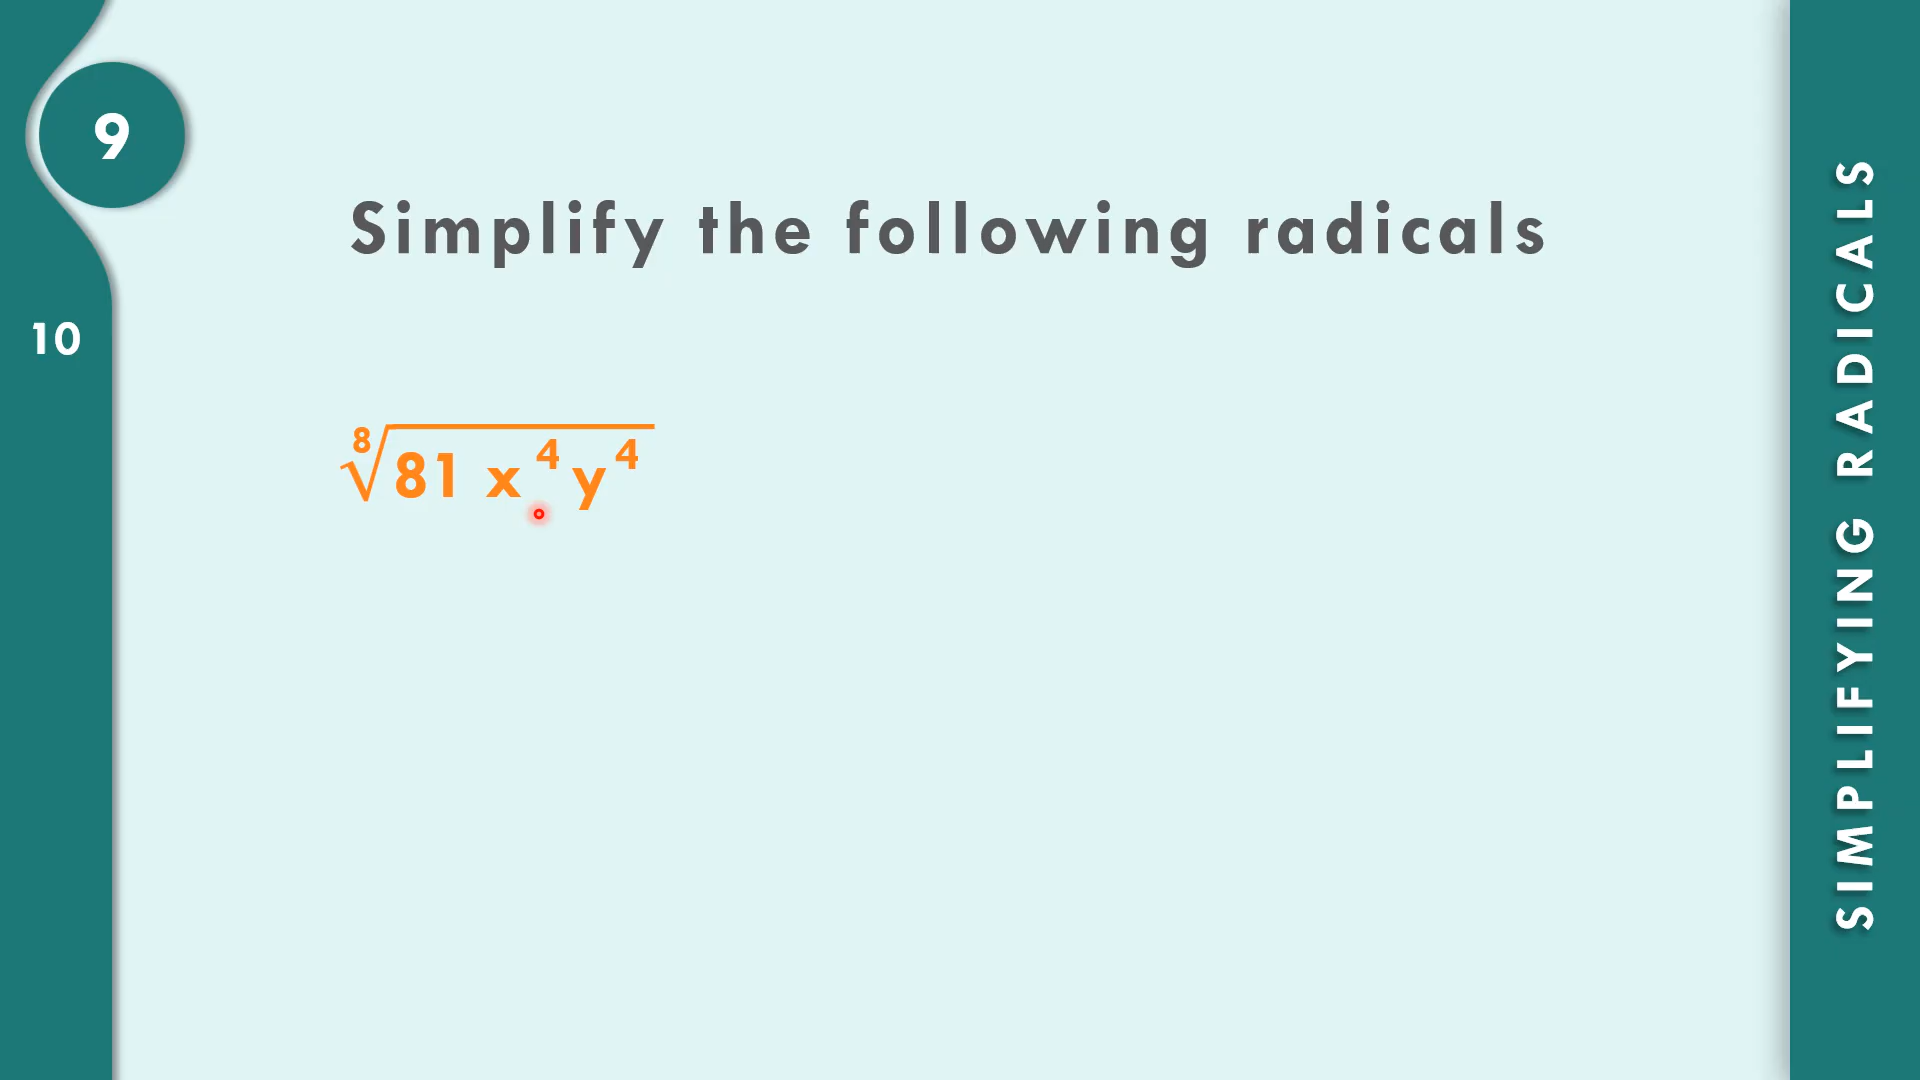 9
10
Simplify the following radicals
⁸√81 x⁴y⁴
SIMPLIFYING RADICALS